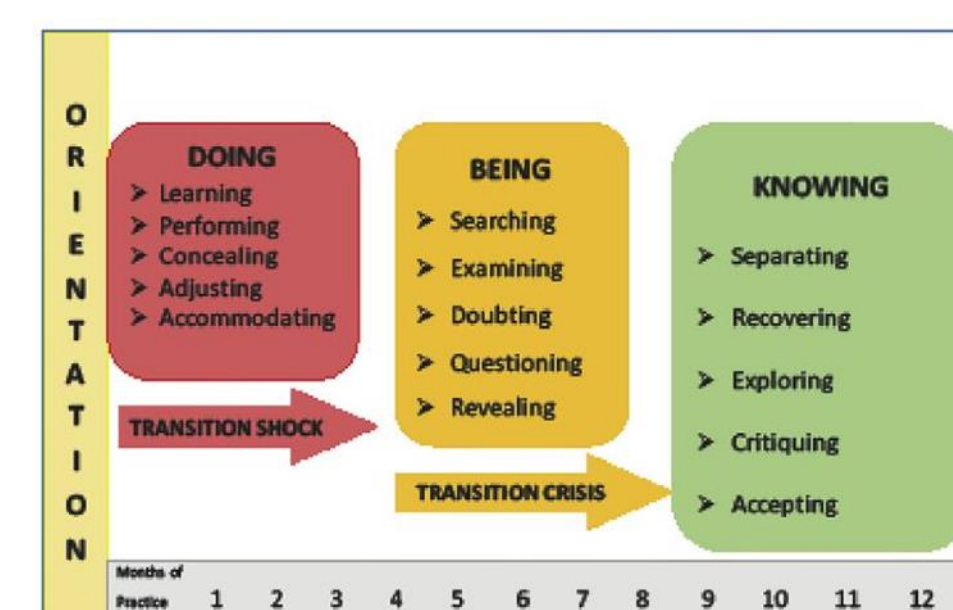 ORIENTATION
DOING
➢ Learning
➢ Performing
➢ Concealing
➢ Adjusting
➢ Accommodating
TRANSITION SHOCK
BEING
➢ Searching
➢ Examining
➢ Doubting
➢ Questioning
➢ Revealing
TRANSITION CRISIS
KNOWING
➢ Separating
➢ Recovering
➢ Exploring
➢ Critiquing
➢ Accepting
Months of
Practice 1 2 3 4 5 6 7 8 9 10 11 12